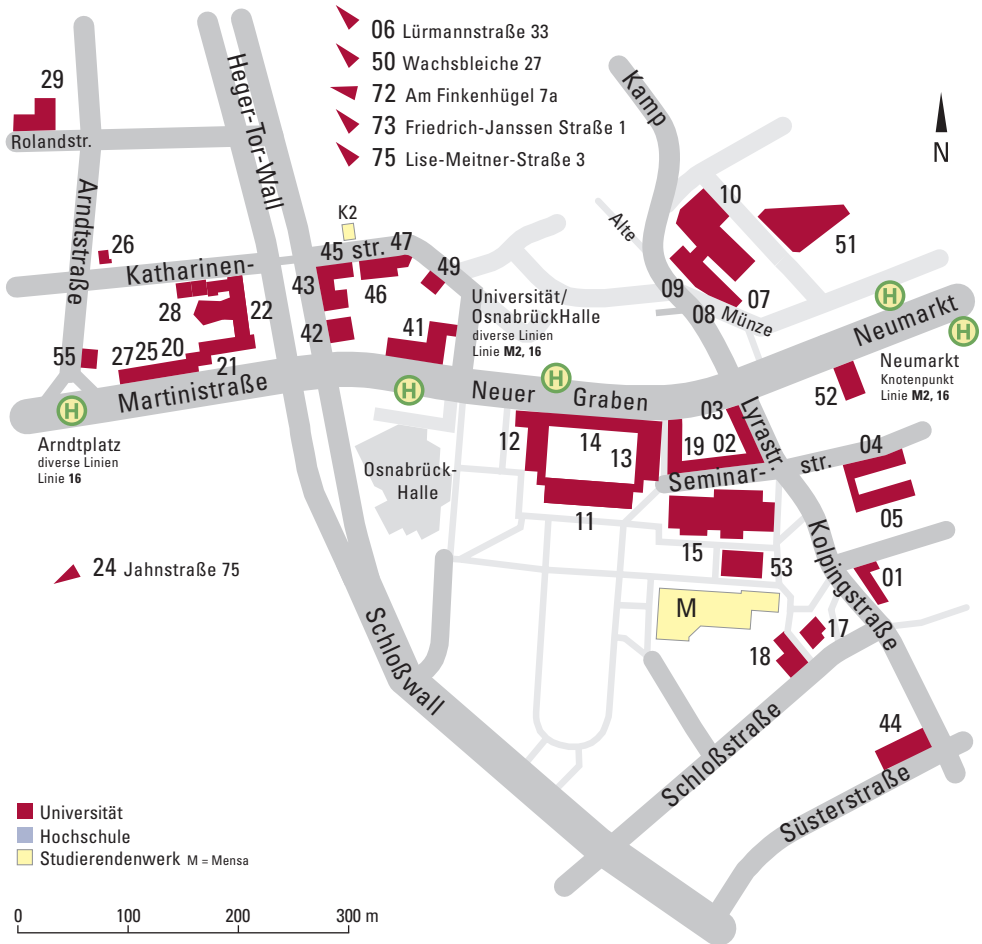 06 Lürmannstraße 33
50 Wachsbleiche 27
72 Am Finkenhügel 7a
73 Friedrich-Janssen Straße 1
75 Lise-Meitner-Straße 3
N
29
Rolandstr.
Arndtstraße
Heger-Tor-Wall
Kamp
Alte
Münze
10
51
09
07
08
K2
26
Katharinen-
str.
45
47
49
43
46
42
41
28
22
55
27
25
20
21
Martinistraße
Universität/
OsnabrückHalle
diverse Linien
Linie M2, 16
H
H
H
H
H
Neumarkt
Neumarkt
Knotenpunkt
Linie M2, 16
Neuer Graben
52
Arndtplatz
diverse Linien
Linie 16
Osnabrück-
Halle
12
14
13
11
03
19
02
Lyrastr.
Seminar-
str.
04
05
15
53
01
Kolpingstraße
24 Jahnstraße 75
M
17
18
Schloßwall
Schloßstraße
44
Süsterstraße
Universität
Hochschule
Studierendenwerk M = Mensa
0 100 200 300 m